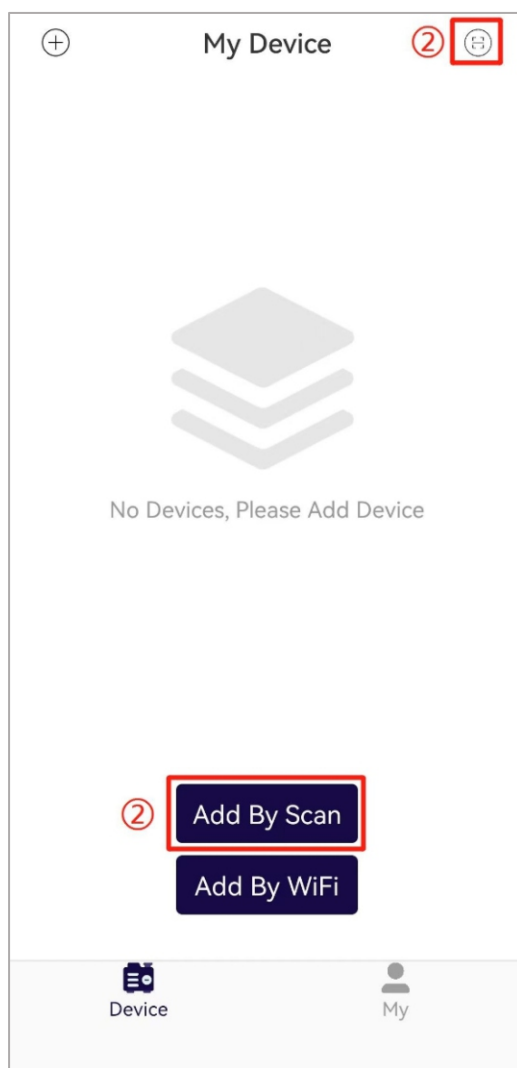 My Device ②
No Devices, Please Add Device
② Add By Scan
Add By WiFi
Device My